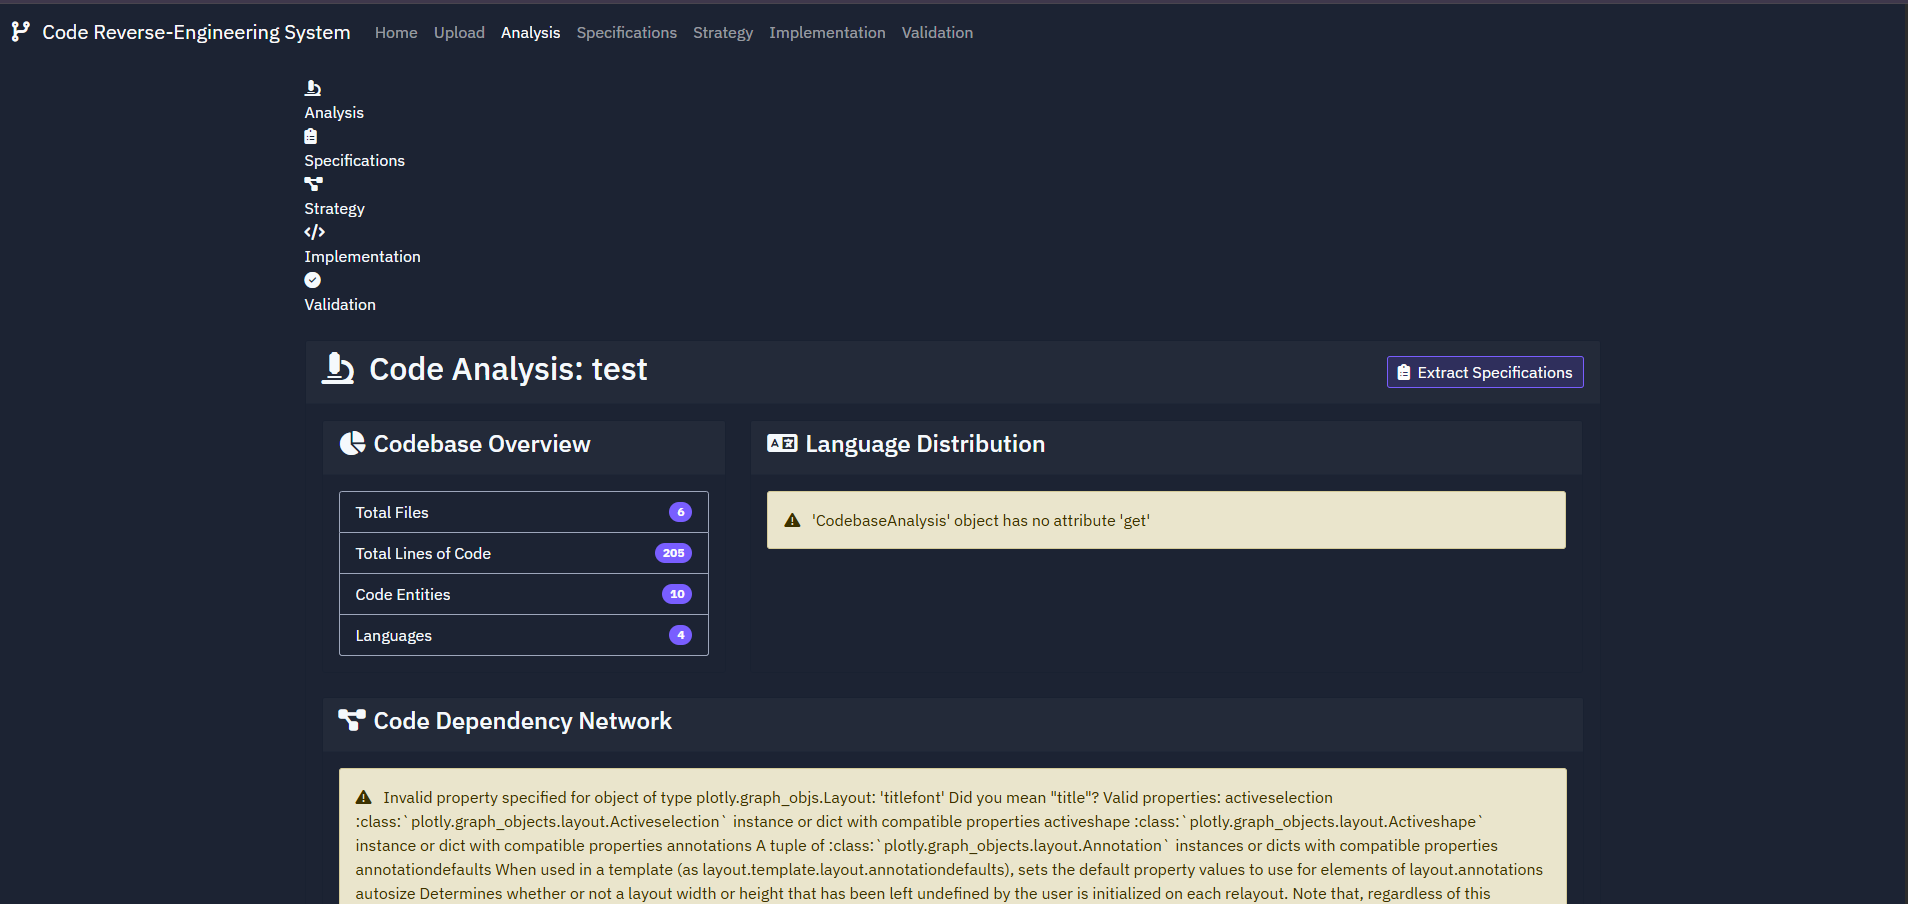 Code Reverse-Engineering System Home Upload Analysis Specifications Strategy Implementation Validation
Analysis
Specifications
Strategy
Implementation
Validation
Code Analysis: test
Extract Specifications
Codebase Overview
Total Files 6
Total Lines of Code 205
Code Entities 10
Languages 4
Language Distribution
'CodebaseAnalysis' object has no attribute 'get'
Code Dependency Network
Invalid property specified for object of type plotly.graph_objs.Layout: 'titlefont' Did you mean "title"? Valid properties: activeselection
:class:`plotly.graph_objects.layout.Activeselection` instance or dict with compatible properties activeshape :class:`plotly.graph_objects.layout.Activeshape`
instance or dict with compatible properties annotations A tuple of :class:`plotly.graph_objects.layout.Annotation` instances or dicts with compatible properties
annotationdefaults When used in a template (as layout.template.layout.annotationdefaults), sets the default property values to use for elements of layout.annotations
autosize Determines whether or not a layout width or height that has been left undefined by the user is initialized on each relayout. Note that, regardless of this